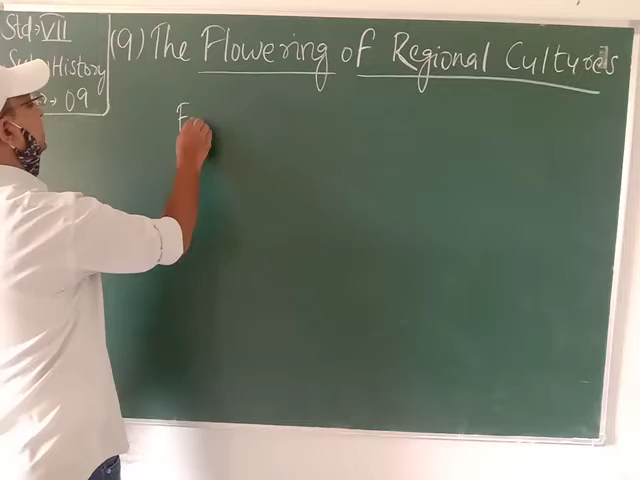 Std→VII
History
09
(9) The Flowering of Regional Cultures
F